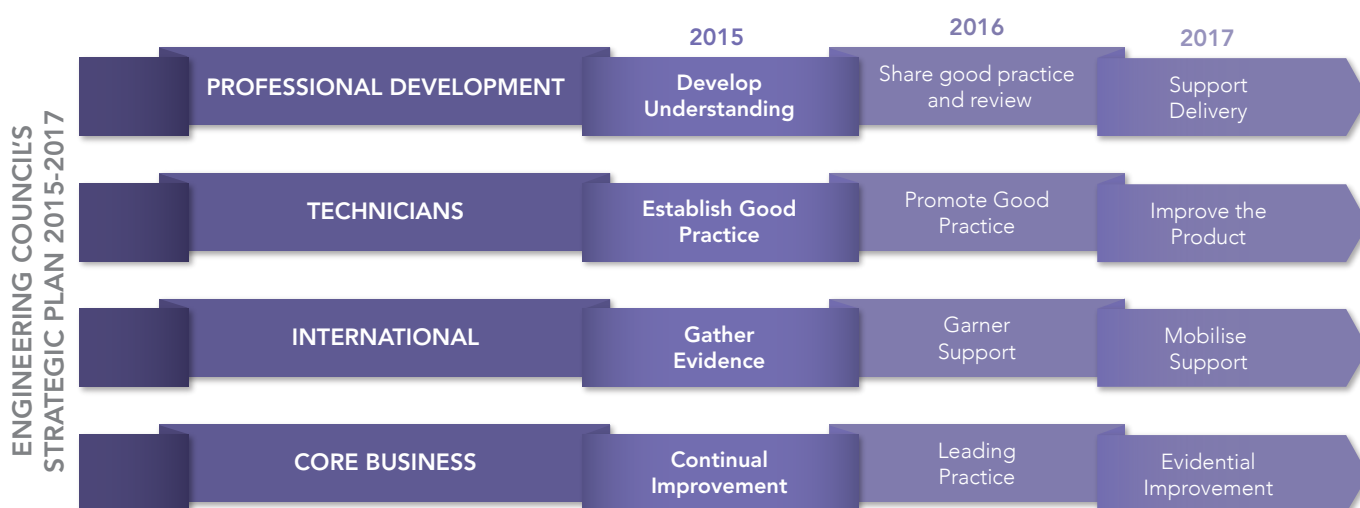 ENGINEERING COUNCIL'S
STRATEGIC PLAN 2015-2017
2015
2016
2017
PROFESSIONAL DEVELOPMENT
Develop
Understanding
Share good practice
and review
Support
Delivery
TECHNICIANS
Establish Good
Practice
Promote Good
Practice
Improve the
Product
INTERNATIONAL
Gather
Evidence
Garner
Support
Mobilise
Support
CORE BUSINESS
Continual
Improvement
Leading
Practice
Evidential
Improvement